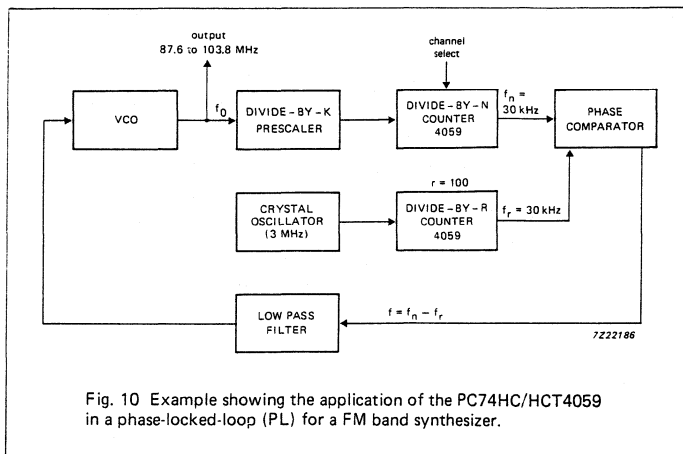 output
87.6 to 103.8 MHz
channel
select
VCO
f0
DIVIDE-BY-K
PRESCALER
DIVIDE-BY-N
COUNTER
4059
fn =
30 kHz
PHASE
COMPARATOR
r = 100
CRYSTAL
OSCILLATOR
(3 MHz)
DIVIDE-BY-R
COUNTER
4059
fr = 30 kHz
LOW PASS
FILTER
f = fn – fr
7Z22186
Fig. 10 Example showing the application of the PC74HC/HCT4059
in a phase-locked-loop (PL) for a FM band synthesizer.